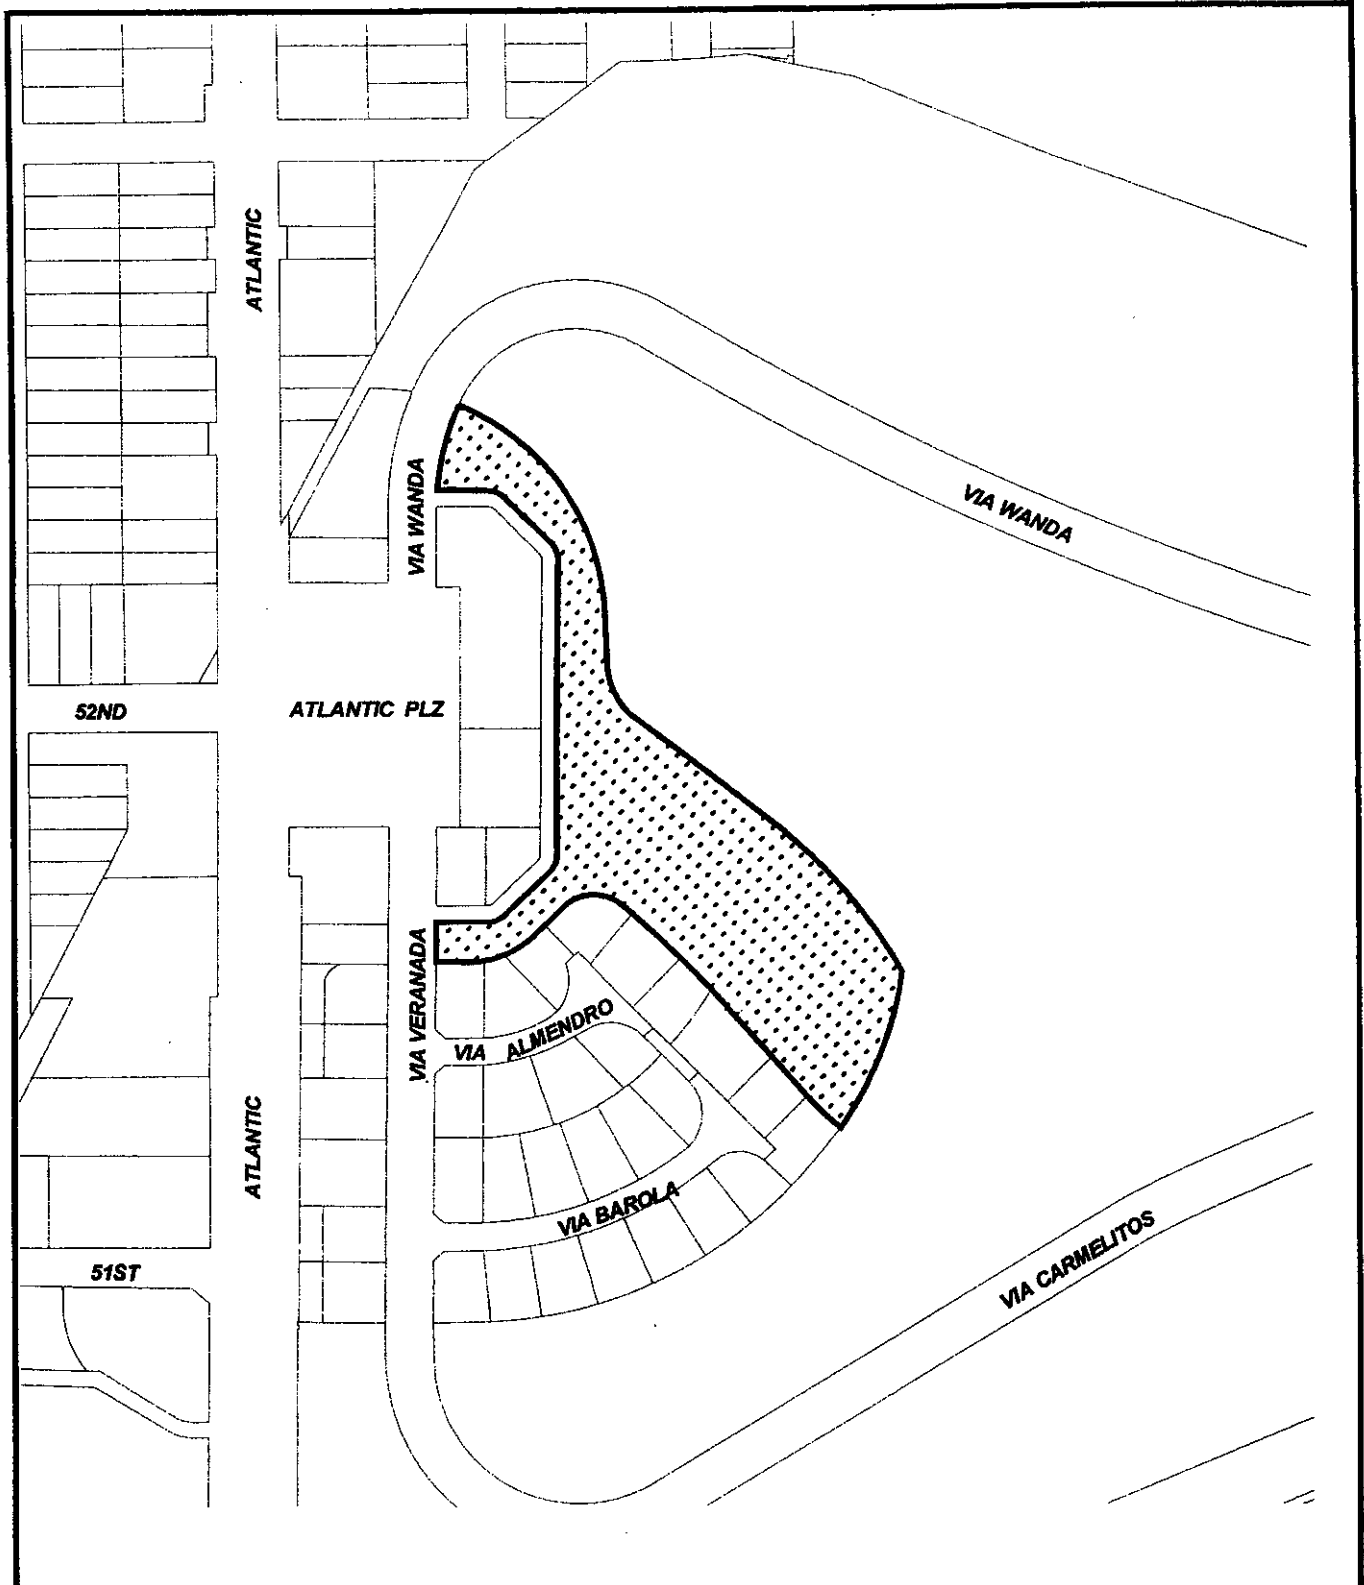 ATLANTIC
VIA WANDA
VIA WANDA
52ND
ATLANTIC PLZ
VIA VERANADA
VIA ALMENDRO
ATLANTIC
VIA BAROLA
VIA CARMELITOS
51ST